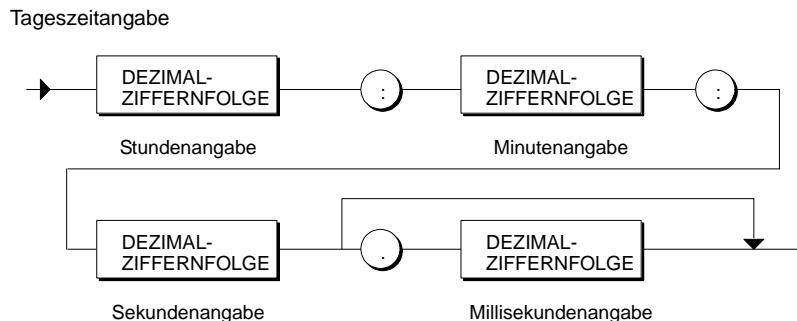 Tageszeitangabe
DEZIMAL-
ZIFFERNFOLGE
:
DEZIMAL-
ZIFFERNFOLGE
:
Stundenangabe
Minutenangabe
DEZIMAL-
ZIFFERNFOLGE
.
DEZIMAL-
ZIFFERNFOLGE
Sekundenangabe
Millisekundenangabe